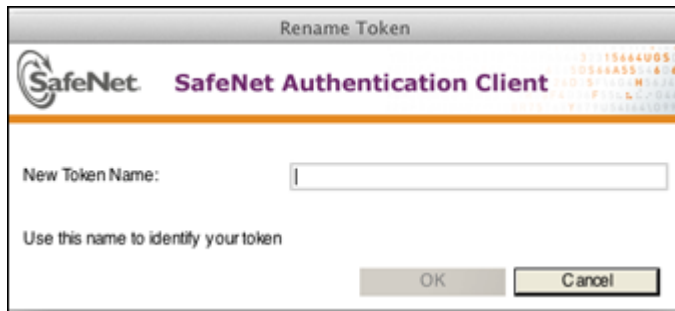 Rename Token
SafeNet. SafeNet Authentication Client
New Token Name:
Use this name to identify your token
OK Cancel